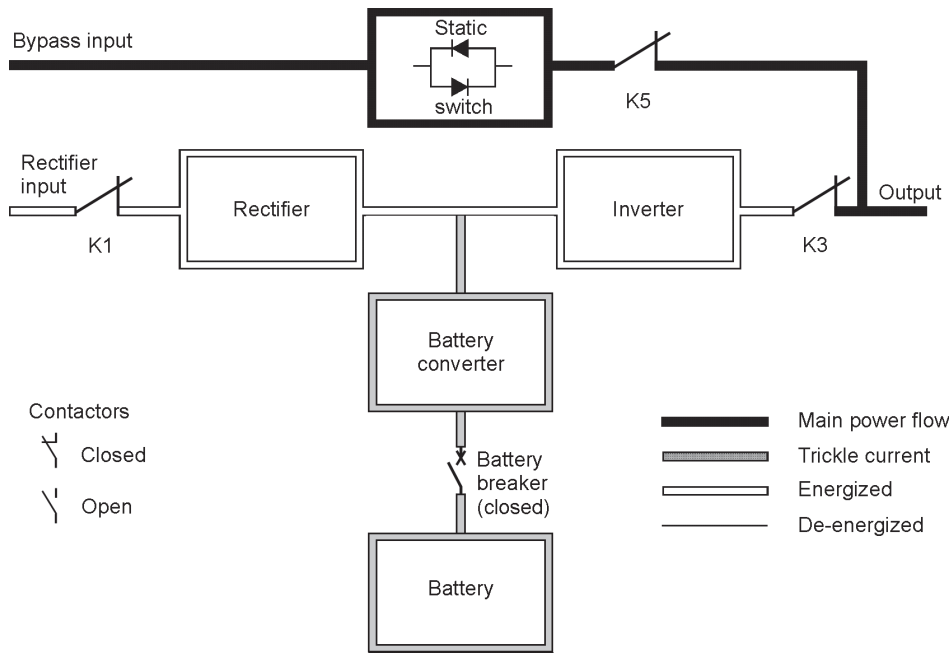 Static
Bypass input
switch
K5
Rectifier
input
Rectifier
Inverter
Output
K1
K3
Battery
converter
Contactors
Closed
Open
Battery
breaker
(closed)
Main power flow
Trickle current
Energized
De-energized
Battery